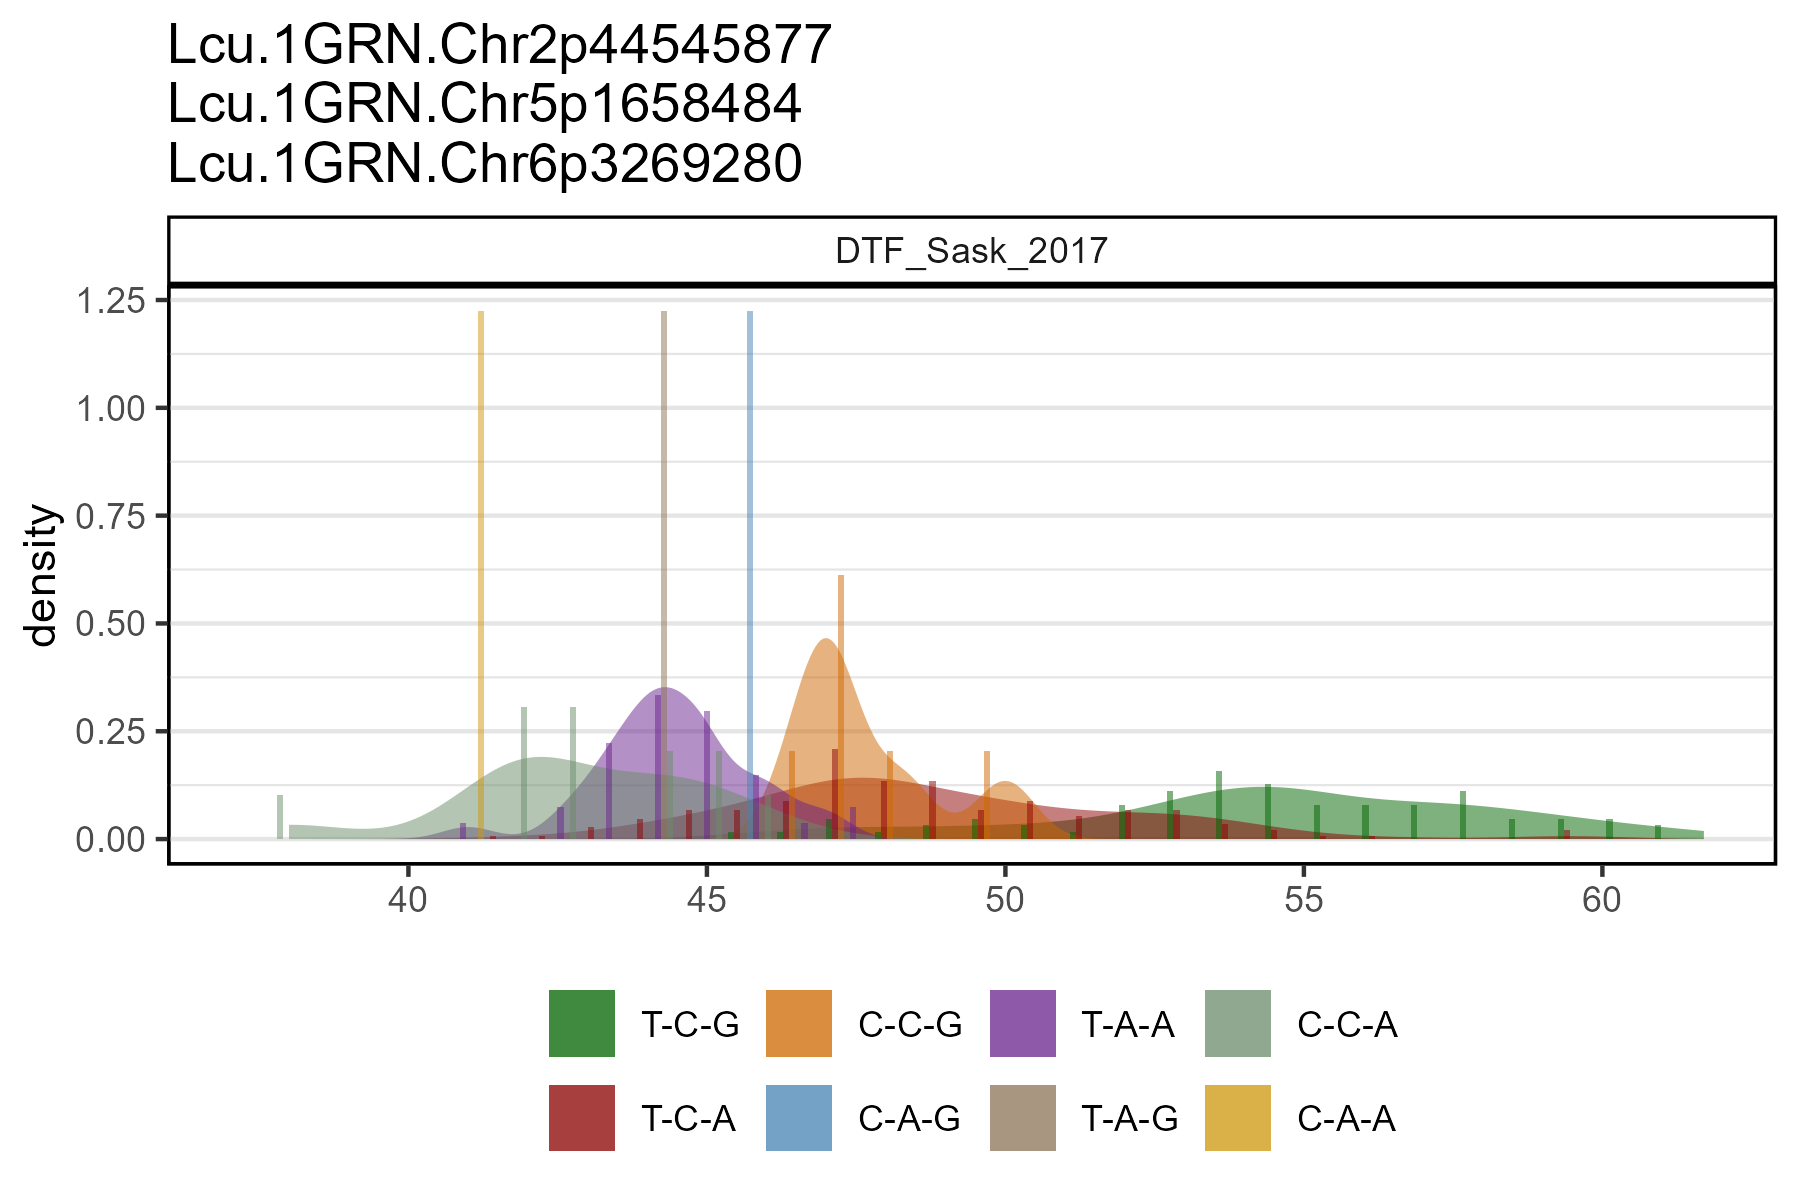 Lcu.1GRN.Chr2p44545877
Lcu.1GRN.Chr5p1658484
Lcu.1GRN.Chr6p3269280
DTF_Sask_2017
1.25
1.00
0.75
0.50
0.25
0.00
density
40 45 50 55 60
T-C-G C-C-G T-A-A C-C-A
T-C-A C-A-G T-A-G C-A-A